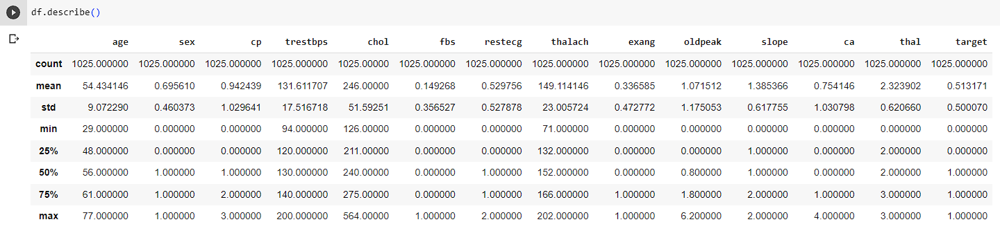 df.describe()
age sex cp trestbps chol fbs restecg thalach exang oldpeak slope ca thal target
count 1025.000000 1025.000000 1025.000000 1025.000000 1025.00000 1025.000000 1025.000000 1025.000000 1025.000000 1025.000000 1025.000000 1025.000000 1025.000000 1025.000000
mean 54.434146 0.695610 0.942439 131.611707 246.00000 0.149268 0.529756 149.114146 0.336585 1.071512 1.385366 0.754146 2.323902 0.513171
std 9.072290 0.460373 1.029641 17.516718 51.59251 0.356527 0.527878 23.005724 0.472772 1.175053 0.617755 1.030798 0.620660 0.500070
min 29.000000 0.000000 0.000000 94.000000 126.00000 0.000000 0.000000 71.000000 0.000000 0.000000 0.000000 0.000000 0.000000 0.000000
25% 48.000000 0.000000 0.000000 120.000000 211.00000 0.000000 0.000000 132.000000 0.000000 0.000000 1.000000 0.000000 2.000000 0.000000
50% 56.000000 1.000000 1.000000 130.000000 240.00000 0.000000 1.000000 152.000000 0.000000 0.800000 1.000000 0.000000 2.000000 1.000000
75% 61.000000 1.000000 2.000000 140.000000 275.00000 0.000000 1.000000 166.000000 1.000000 1.800000 2.000000 1.000000 3.000000 1.000000
max 77.000000 1.000000 3.000000 200.000000 564.00000 1.000000 2.000000 202.000000 1.000000 6.200000 2.000000 4.000000 3.000000 1.000000